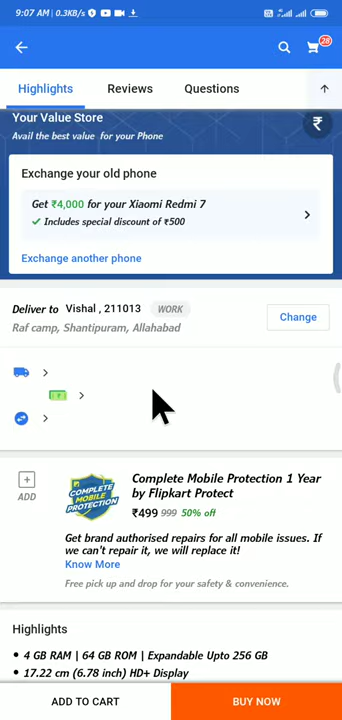 9:07 AM | 0.3KB/s
28
Highlights Reviews Questions
Your Value Store
Avail the best value for your Phone
₹
Exchange your old phone
Get ₹4,000 for your Xiaomi Redmi 7
Includes special discount of ₹500
Exchange another phone
Deliver to Vishal , 211013 WORK
Change
Raf camp, Shantipuram, Allahabad
ADD
COMPLETE MOBILE PROTECTION
Complete Mobile Protection 1 Year
by Flipkart Protect
₹499 999 50% off
Get brand authorised repairs for all mobile issues. If
we can't repair it, we will replace it!
Know More
Free pick up and drop for your safety & convenience.
Highlights
• 4 GB RAM | 64 GB ROM | Expandable Upto 256 GB
• 17.22 cm (6.78 inch) HD+ Display
ADD TO CART BUY NOW